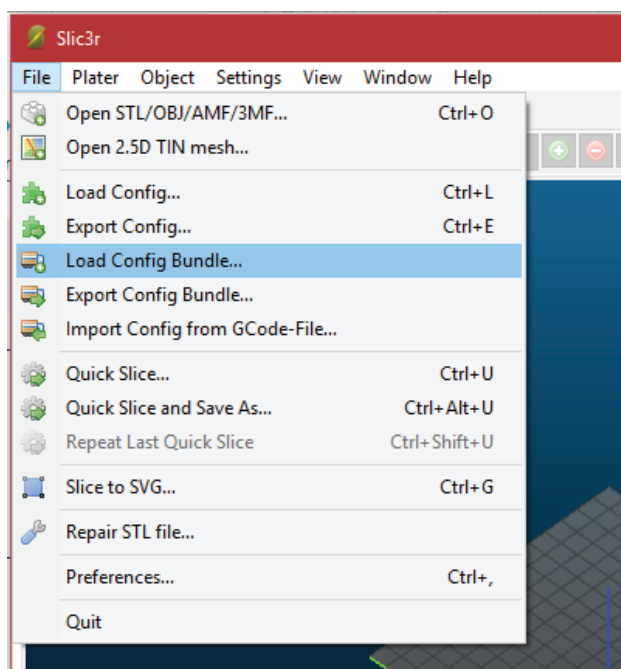 Slic3r
File Plater Object Settings View Window Help
Open STL/OBJ/AMF/3MF... Ctrl+O
Open 2.5D TIN mesh...
Load Config... Ctrl+L
Export Config... Ctrl+E
Load Config Bundle...
Export Config Bundle...
Import Config from GCode-File...
Quick Slice... Ctrl+U
Quick Slice and Save As... Ctrl+Alt+U
Repeat Last Quick Slice Ctrl+Shift+U
Slice to SVG... Ctrl+G
Repair STL file...
Preferences... Ctrl+,
Quit